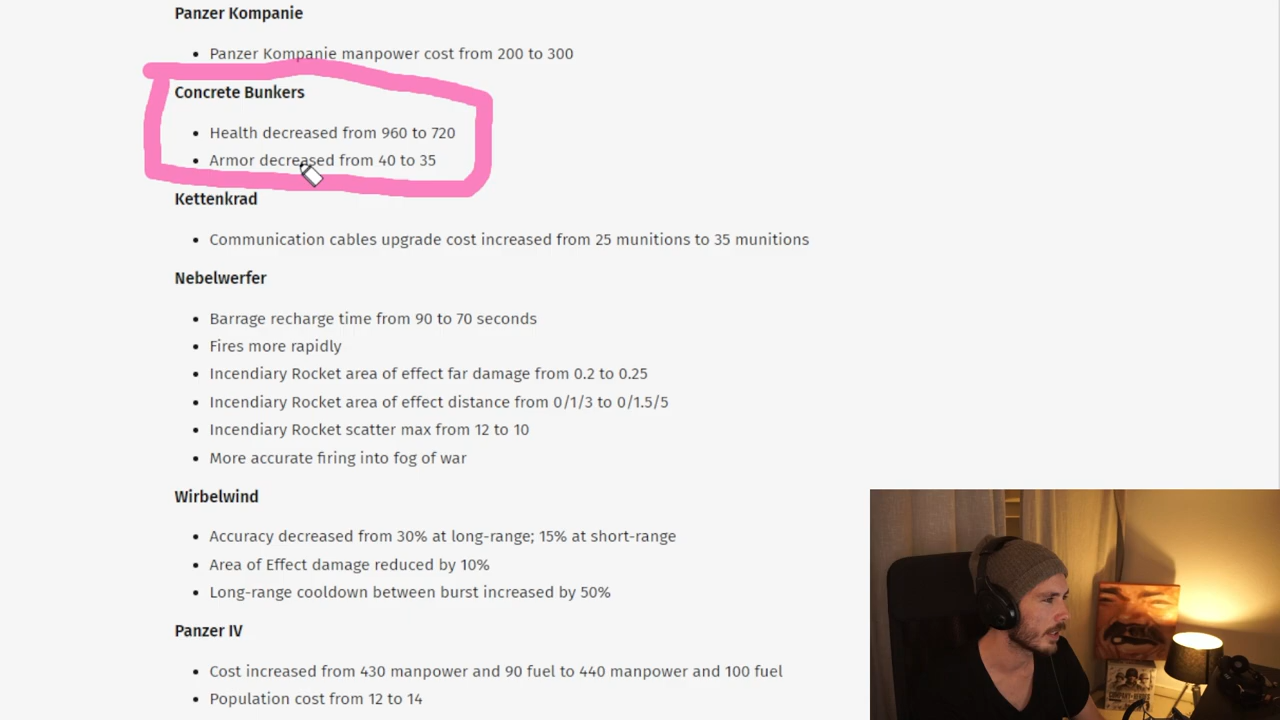 Panzer Kompanie
• Panzer Kompanie manpower cost from 200 to 300
Concrete Bunkers
• Health decreased from 960 to 720
• Armor decreased from 40 to 35
Kettenkrad
• Communication cables upgrade cost increased from 25 munitions to 35 munitions
Nebelwerfer
• Barrage recharge time from 90 to 70 seconds
• Fires more rapidly
• Incendiary Rocket area of effect far damage from 0.2 to 0.25
• Incendiary Rocket area of effect distance from 0/1/3 to 0/1.5/5
• Incendiary Rocket scatter max from 12 to 10
• More accurate firing into fog of war
Wirbelwind
• Accuracy decreased from 30% at long-range; 15% at short-range
• Area of Effect damage reduced by 10%
• Long-range cooldown between burst increased by 50%
Panzer IV
• Cost increased from 430 manpower and 90 fuel to 440 manpower and 100 fuel
• Population cost from 12 to 14